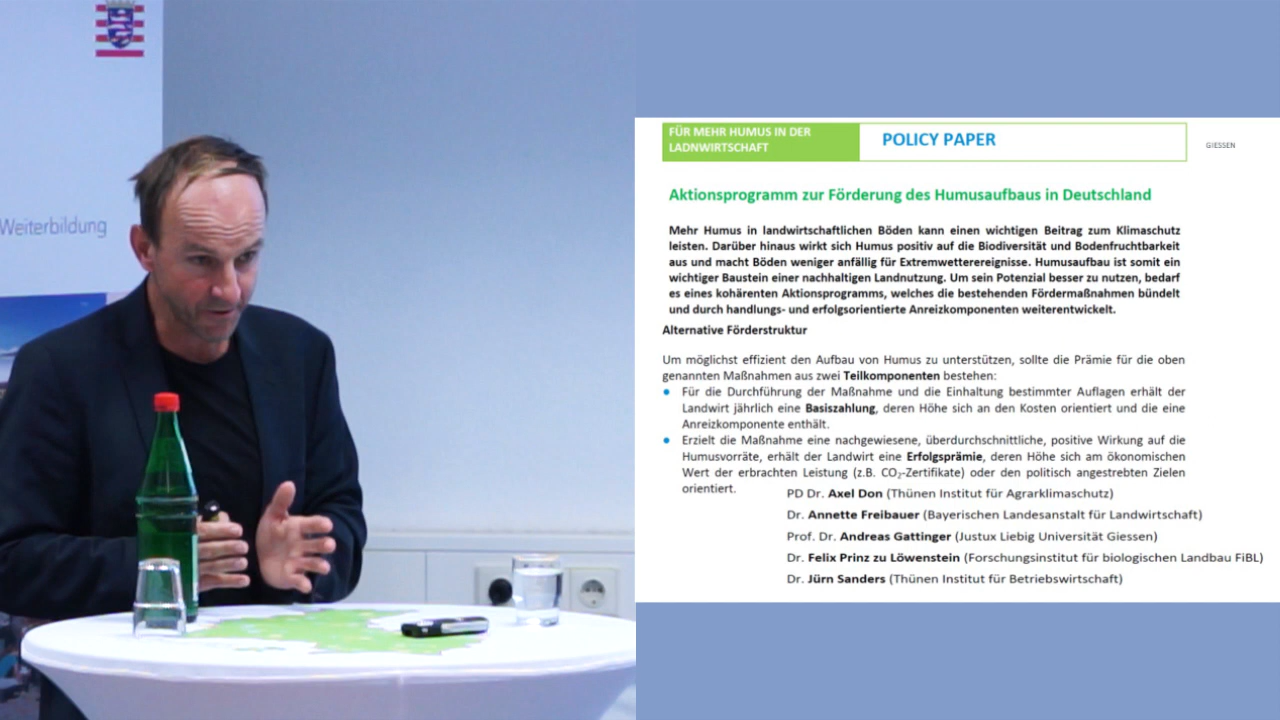 Weiterbildung
FÜR MEHR HUMUS IN DER
LADNWIRTSCHAFT
POLICY PAPER
GIESSEN
Aktionsprogramm zur Förderung des Humusaufbaus in Deutschland
Mehr Humus in landwirtschaftlichen Böden kann einen wichtigen Beitrag zum Klimaschutz
leisten. Darüber hinaus wirkt sich Humus positiv auf die Biodiversität und Bodenfruchtbarkeit
aus und macht Böden weniger anfällig für Extremwetterereignisse. Humusaufbau ist somit ein
wichtiger Baustein einer nachhaltigen Landnutzung. Um sein Potenzial besser zu nutzen, bedarf
es eines kohärenten Aktionsprogramms, welches die bestehenden Fördermaßnahmen bündelt
und durch handlungs- und erfolgsorientierte Anreizkomponenten weiterentwickelt.
Alternative Förderstruktur
Um möglichst effizient den Aufbau von Humus zu unterstützen, sollte die Prämie für die oben
genannten Maßnahmen aus zwei Teilkomponenten bestehen:
● Für die Durchführung der Maßnahme und die Einhaltung bestimmter Auflagen erhält der
Landwirt jährlich eine Basiszahlung, deren Höhe sich an den Kosten orientiert und die eine
Anreizkomponente enthält.
● Erzielt die Maßnahme eine nachgewiesene, überdurchschnittliche, positive Wirkung auf die
Humusvorräte, erhält der Landwirt eine Erfolgsprämie, deren Höhe sich am ökonomischen
Wert der erbrachten Leistung (z.B. CO₂-Zertifikate) oder den politisch angestrebten Zielen
orientiert.
PD Dr. Axel Don (Thünen Institut für Agrarklimaschutz)
Dr. Annette Freibauer (Bayerischen Landesanstalt für Landwirtschaft)
Prof. Dr. Andreas Gattinger (Justux Liebig Universität Giessen)
Dr. Felix Prinz zu Löwenstein (Forschungsinstitut für biologischen Landbau FiBL)
Dr. Jürn Sanders (Thünen Institut für Betriebswirtschaft)